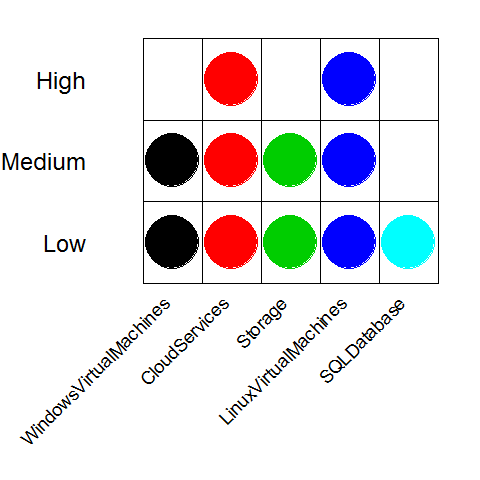 High
Medium
Low
WindowsVirtualMachines
CloudServices
Storage
LinuxVirtualMachines
SQLDatabase